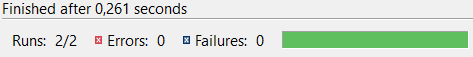 Finished after 0,261 seconds
Runs: 2/2 Errors: 0 Failures: 0